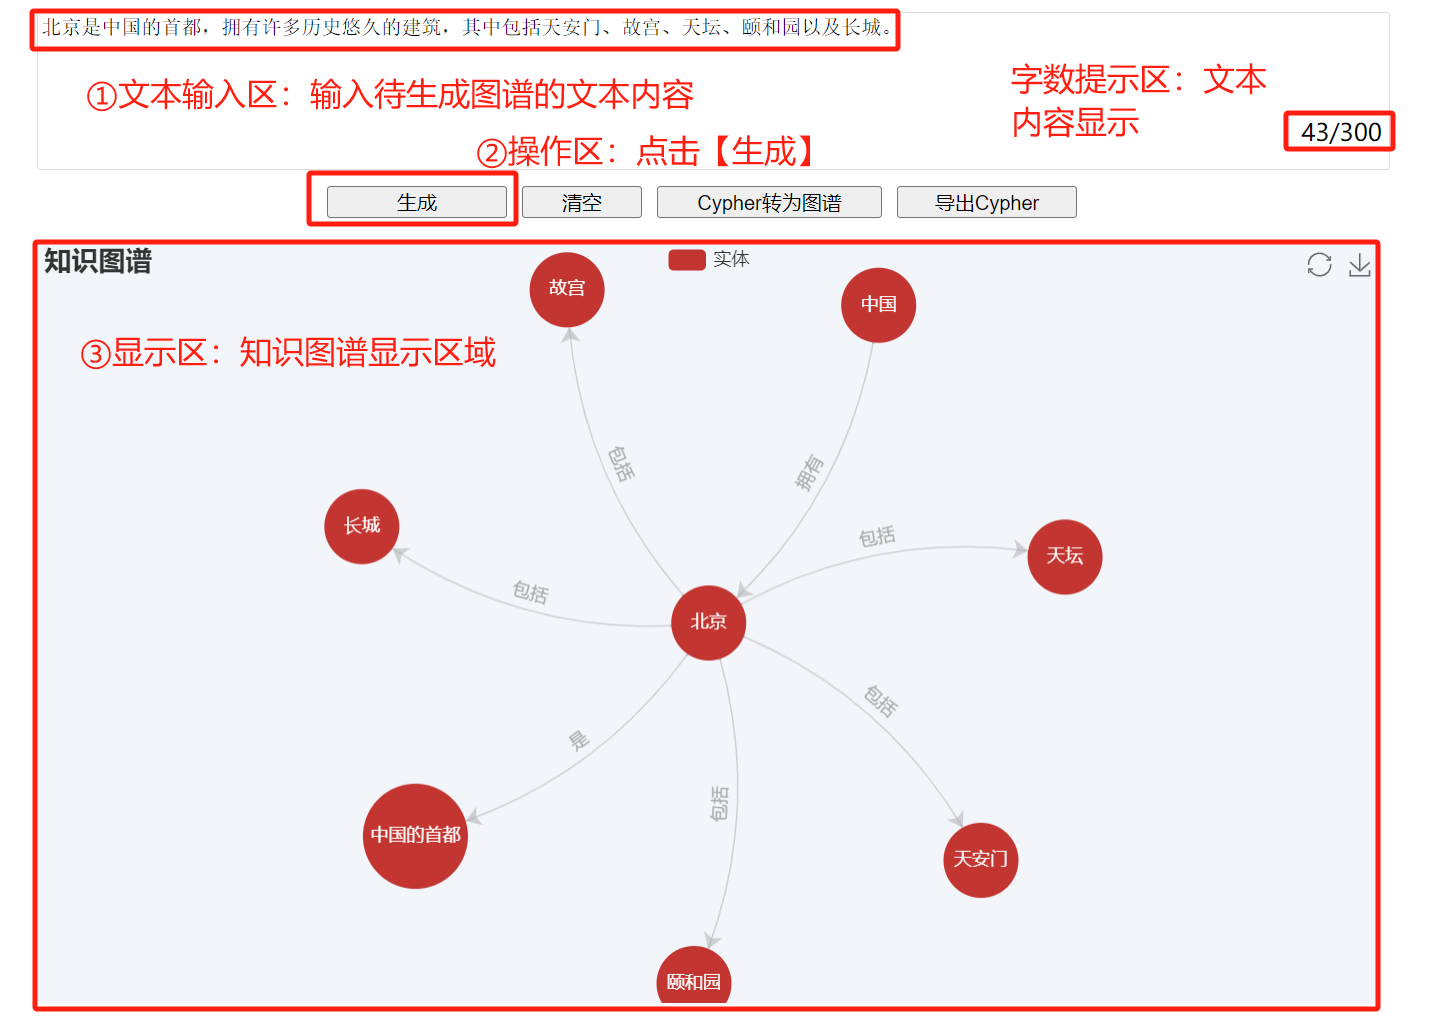 北京是中国的首都，拥有许多历史悠久的建筑，其中包括天安门、故宫、天坛、颐和园以及长城。
①文本输入区：输入待生成图谱的文本内容
字数提示区：文本
内容显示
43/300
②操作区：点击【生成】
生成
清空
Cypher转为图谱
导出Cypher
知识图谱
实体
③显示区：知识图谱显示区域
故宫
中国
包括
拥有
长城
包括
天坛
包括
北京
包括
是
包括
中国的首都
天安门
颐和园